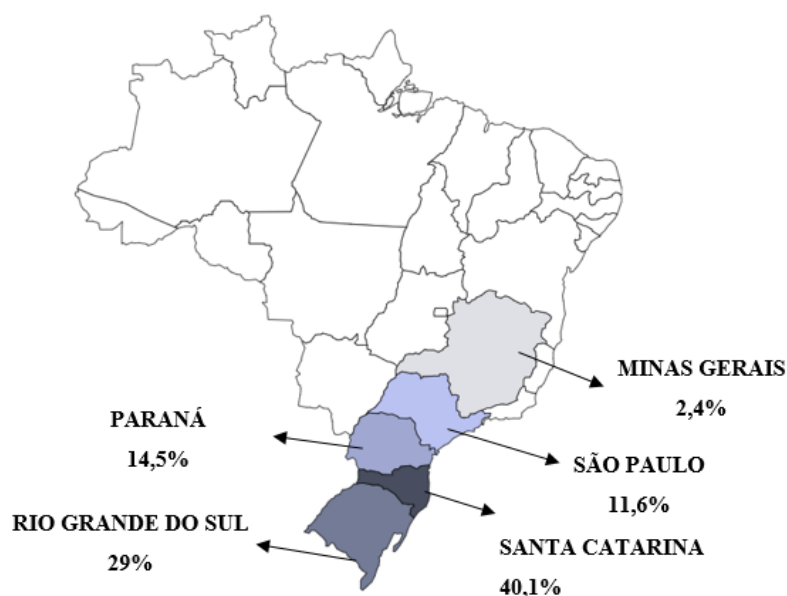 MINAS GERAIS
2,4%
PARANÁ
14,5%
SÃO PAULO
11,6%
RIO GRANDE DO SUL
29%
SANTA CATARINA
40,1%